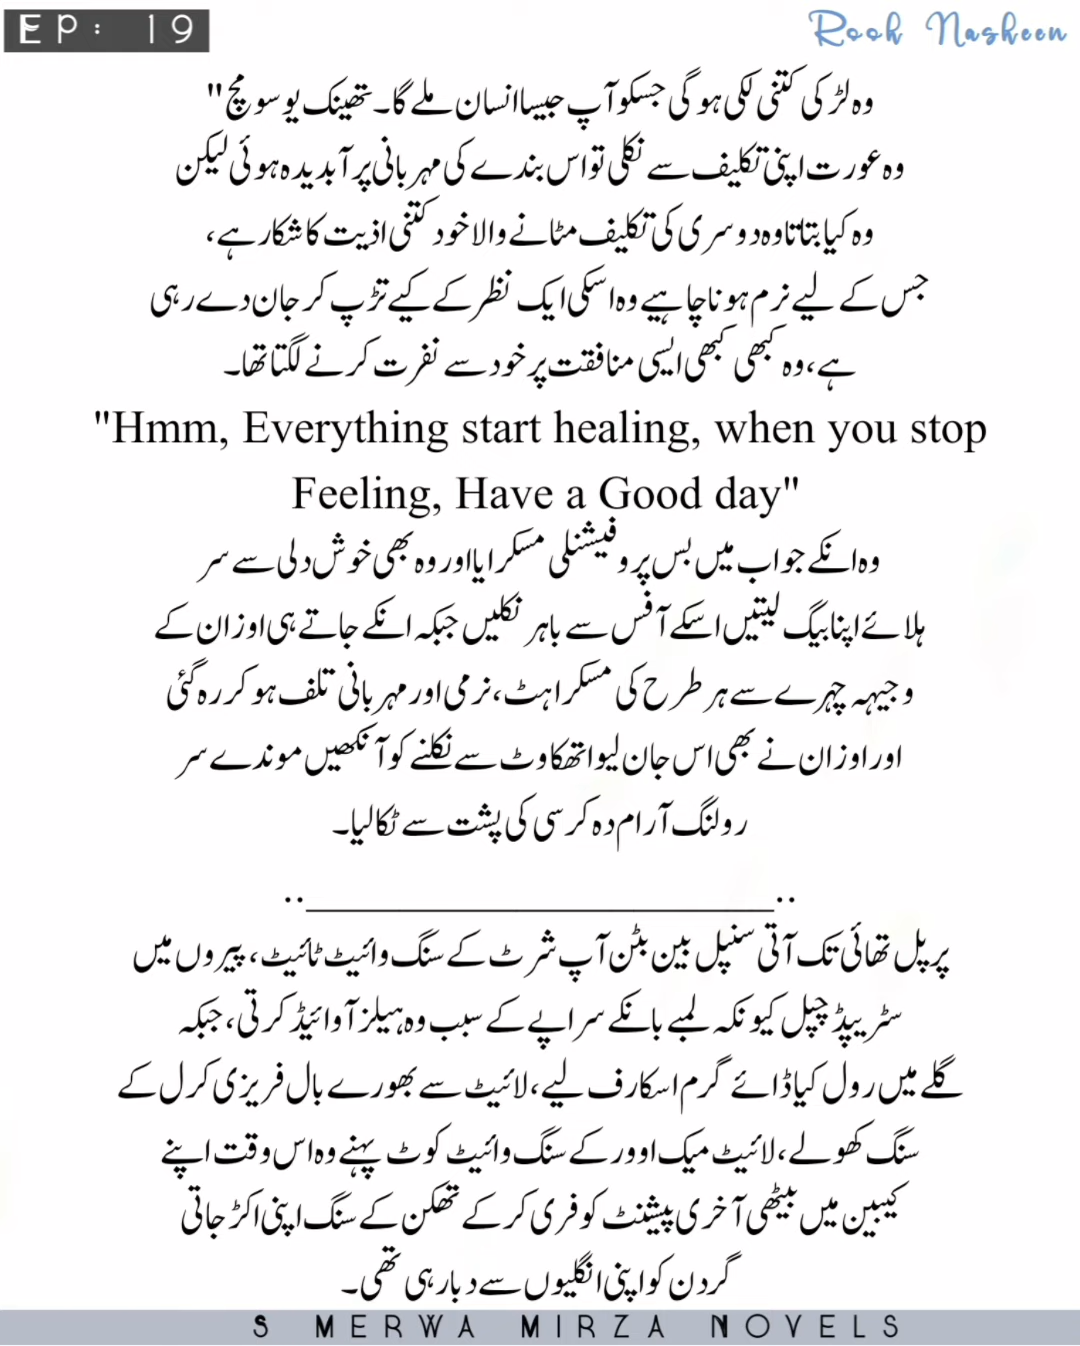 EP: 19
Rooh Nasheen
وہ لڑکی کتنی لکی ہو گی جسکو آپ جیسا انسان ملے گا۔ تھینک یو سو مچ"
وہ عورت اپنی تکلیف سے نکلی تو اس بندے کی مہربانی پر آبدیدہ ہوئی لیکن
وہ کیا بتاتا وہ دوسری کی تکلیف مٹانے والا خود کتنی اذیت کا شکار ہے،
جس کے لیے نرم ہونا چاہیے وہ اسکی ایک نظر کے کیے تڑپ کر جان دے رہی
ہے، وہ کبھی کبھی ایسی منافقت پر خود سے نفرت کرنے لگتا تھا۔
"Hmm, Everything start healing, when you stop
Feeling, Have a Good day"
وہ انکے جواب میں بس پروفیشنلی مسکرایا اور وہ بھی خوش دلی سے سر
ہلائے اپنا بیگ لیتیں اسکے آفس سے باہر نکلیں جبکہ انکے جاتے ہی اوزان کے
وجیہہ چہرے سے ہر طرح کی مسکراہٹ، نرمی اور مہربانی تلف ہو کر رہ گئی
اور اوزان نے بھی اس جان لیوا تھکاوٹ سے نکلنے کو آنکھیں موندے سر
رولنگ آرام دہ کرسی کی پشت سے ٹکا لیا۔
..____________________..
پرپل تھائی تک آتی سنپل بین بٹن آپ شرٹ کے سنگ وائیٹ ٹائیٹ، پیروں میں
سٹریپڈ چپل کیونکہ لمبے بانکے سراپے کے سبب وہ ہیلز آوائیڈ کرتی، جبکہ
گلے میں رول کیا ڈائے گرم اسکارف لیے، لائیٹ سے بھورے بال فریزی کرل کے
سنگ کھولے، لائیٹ میک اوور کے سنگ وائیٹ کوٹ پہنے وہ اس وقت اپنے
کیبین میں بیٹھی آخری پیشنٹ کو فری کر کے تھکن کے سنگ اپنی اکڑ جاتی
گردن کو اپنی انگلیوں سے دبا رہی تھی۔
S MERWA MIRZA NOVELS